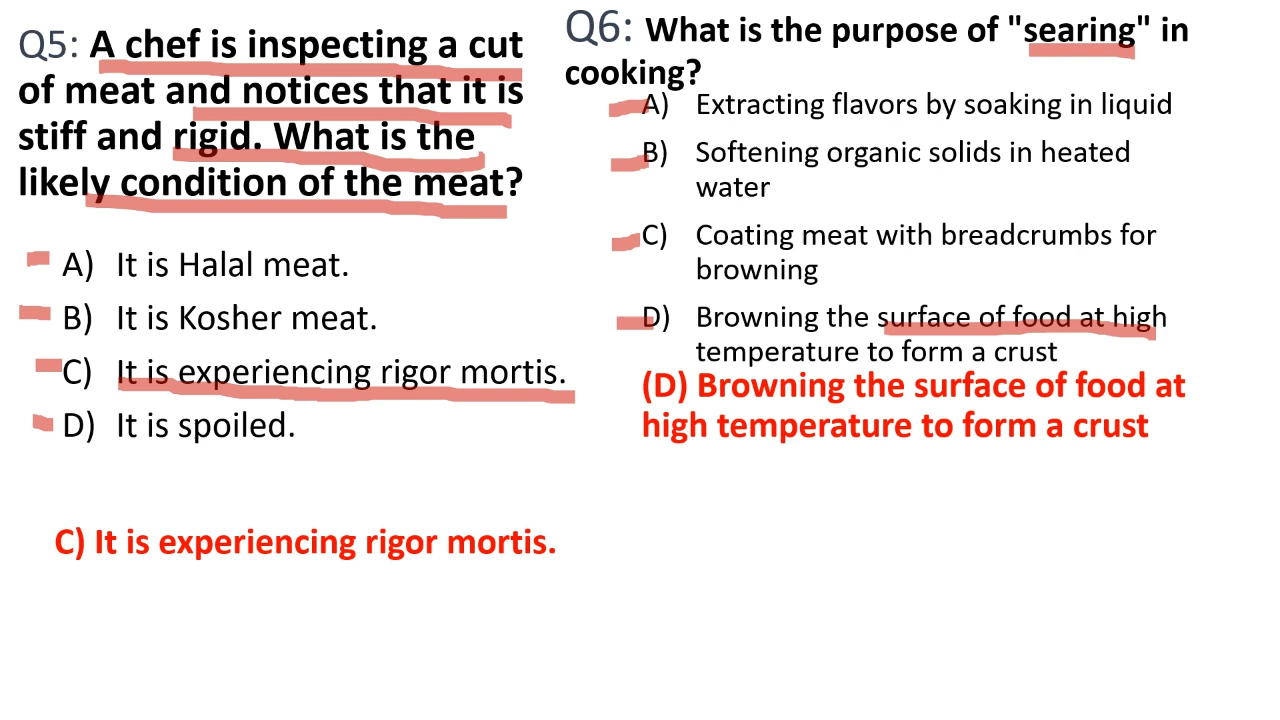 Q5: A chef is inspecting a cut
of meat and notices that it is
stiff and rigid. What is the
likely condition of the meat?
A) It is Halal meat.
B) It is Kosher meat.
C) It is experiencing rigor mortis.
D) It is spoiled.
C) It is experiencing rigor mortis.
Q6: What is the purpose of "searing" in
cooking?
A) Extracting flavors by soaking in liquid
B) Softening organic solids in heated
water
C) Coating meat with breadcrumbs for
browning
D) Browning the surface of food at high
temperature to form a crust
(D) Browning the surface of food at
high temperature to form a crust